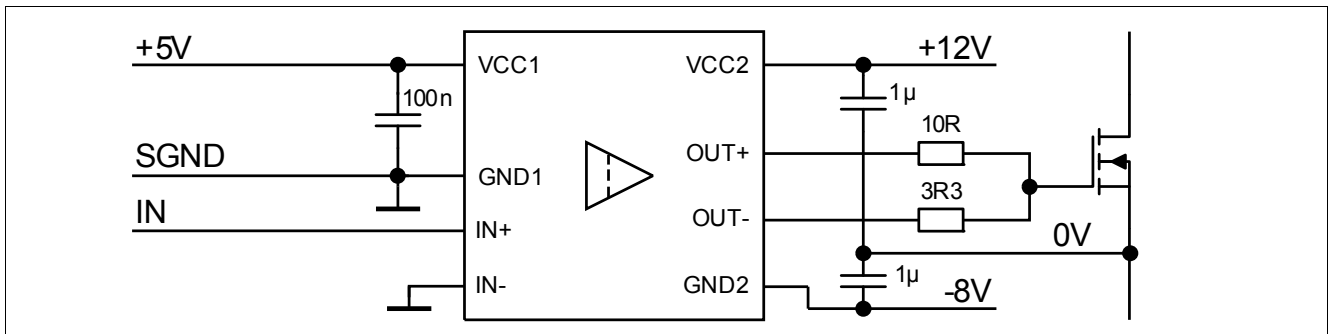 +5V
VCC1
VCC2
+12V
100n
1µ
10R
SGND
GND1
OUT+
3R3
IN
IN+
OUT-
0V
IN-
GND2
1µ
-8V